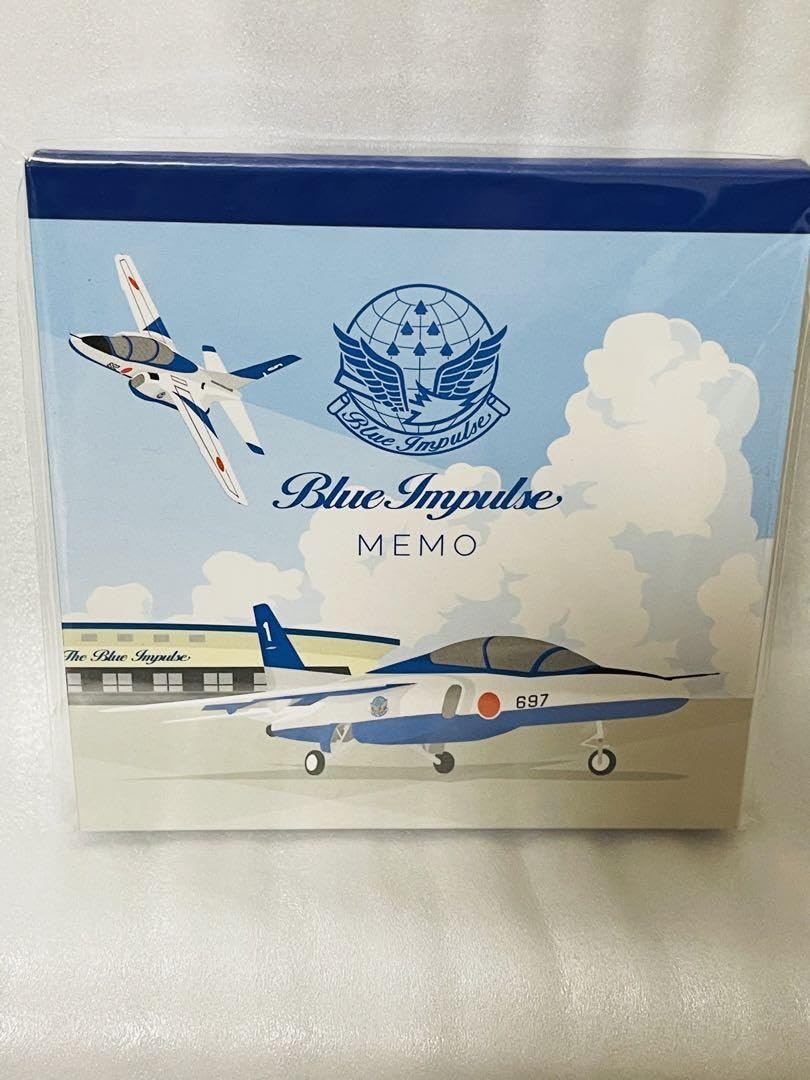 Blue Impulse
Blue Impulse
MEMO
1
The Blue Impulse
697